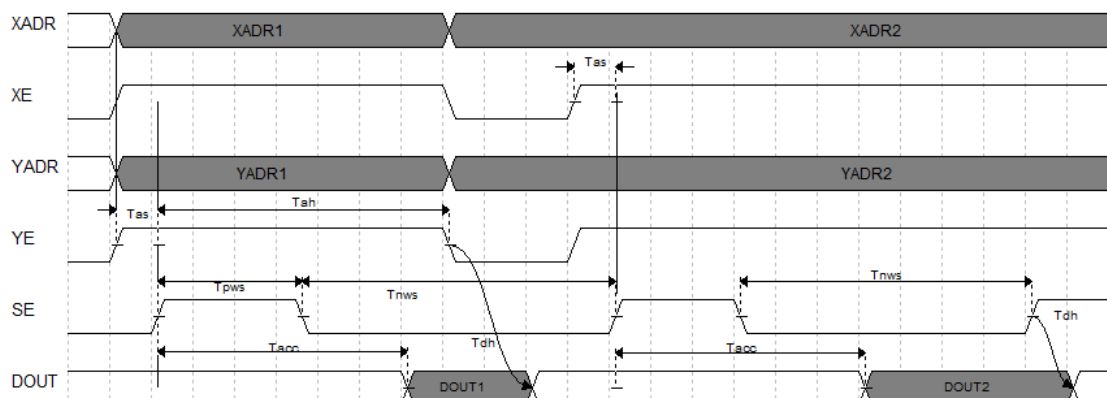 XADR XADR1 XADR2
Tas
XE
YADR YADR1 YADR2
Tas Tah
YE
Tpws Tnws Tnws
SE
Tdh Tdh
Tacc Tacc
DOUT DOUT1 DOUT2